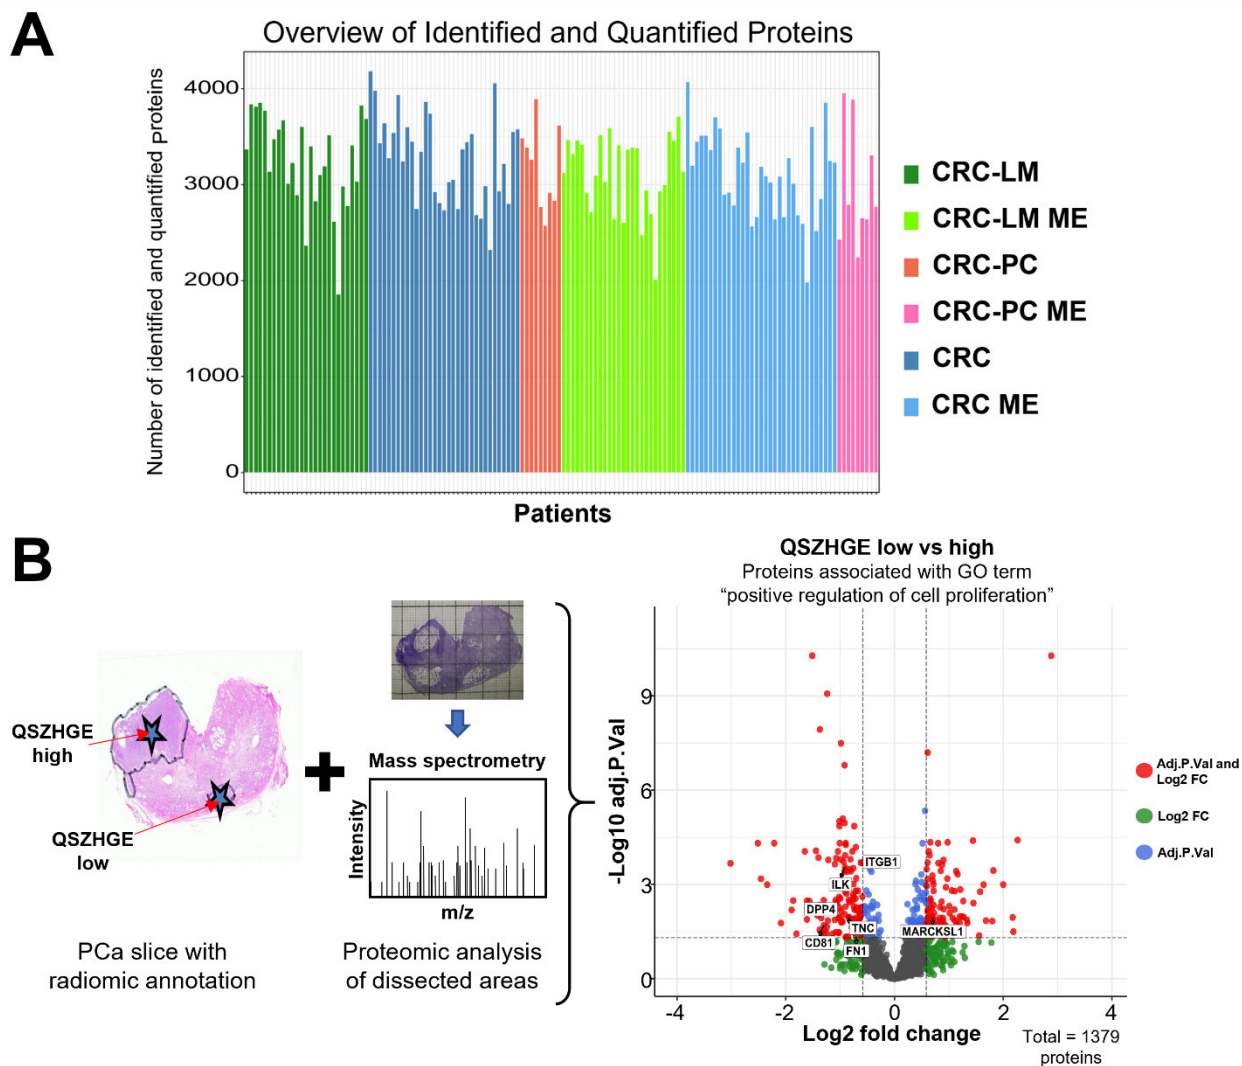 A
Overview of Identified and Quantified Proteins
Number of identified and quantified proteins
4000
3000
2000
1000
0
Patients
CRC-LM
CRC-LM ME
CRC-PC
CRC-PC ME
CRC
CRC ME
B
QSZHGE
high
QSZHGE
low
PCa slice with
radiomic annotation
Mass spectrometry
Intensity
m/z
Proteomic analysis
of dissected areas
QSZHGE low vs high
Proteins associated with GO term
“positive regulation of cell proliferation”
-Log10 adj.P.Val
9
6
3
0
ITGB1
ILK
DPP4
TNC
CD81
FN1
MARCKSL1
-4
-2
0
2
4
Log2 fold change
Total = 1379
proteins
Adj.P.Val and
Log2 FC
Log2 FC
Adj.P.Val